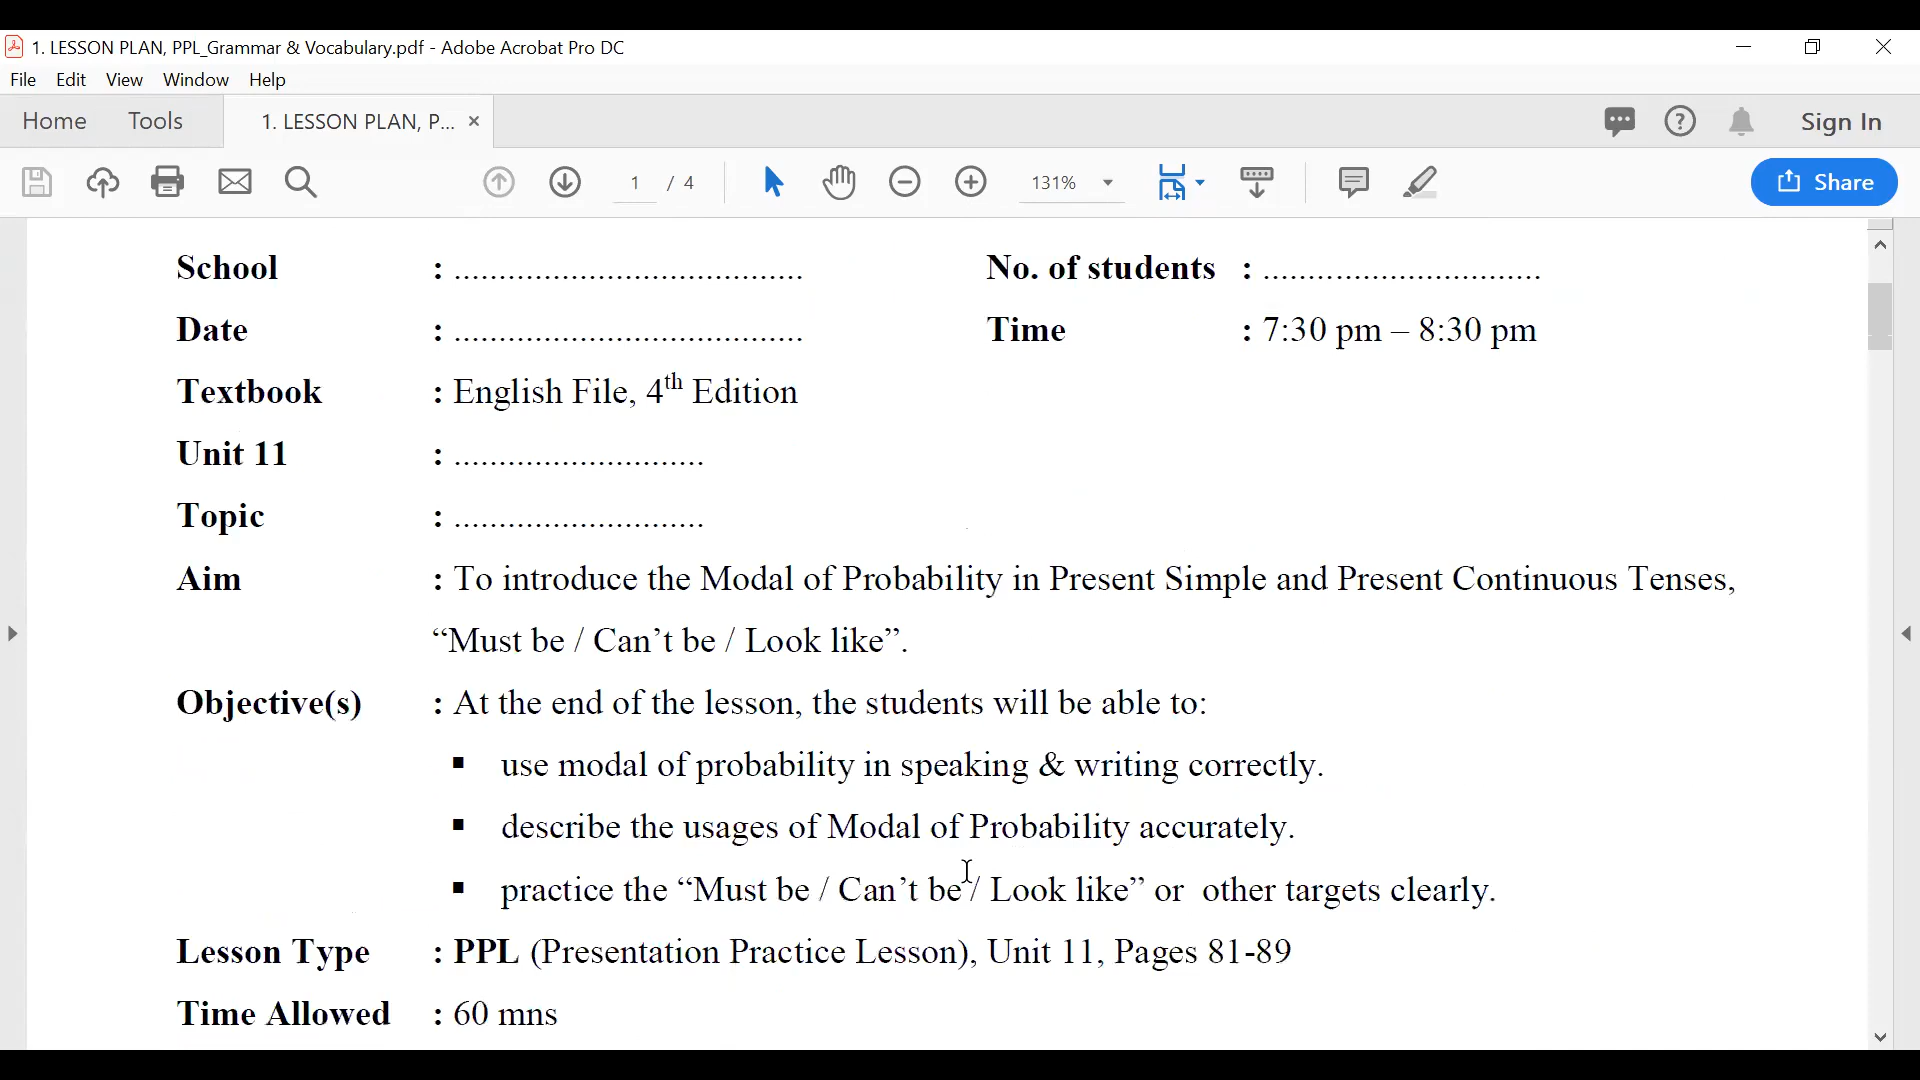 1. LESSON PLAN, PPL_Grammar & Vocabulary.pdf - Adobe Acrobat Pro DC
File Edit View Window Help
Home Tools 1. LESSON PLAN, P... × Sign In
1 / 4 131% Share
School : ....................................... No. of students : ...............................
Date : ....................................... Time : 7:30 pm – 8:30 pm
Textbook : English File, 4th Edition
Unit 11 : ............................
Topic : ............................
Aim : To introduce the Modal of Probability in Present Simple and Present Continuous Tenses,
“Must be / Can’t be / Look like”.
Objective(s) : At the end of the lesson, the students will be able to:
▪ use modal of probability in speaking & writing correctly.
▪ describe the usages of Modal of Probability accurately.
▪ practice the “Must be / Can’t be / Look like” or other targets clearly.
Lesson Type : PPL (Presentation Practice Lesson), Unit 11, Pages 81-89
Time Allowed : 60 mns